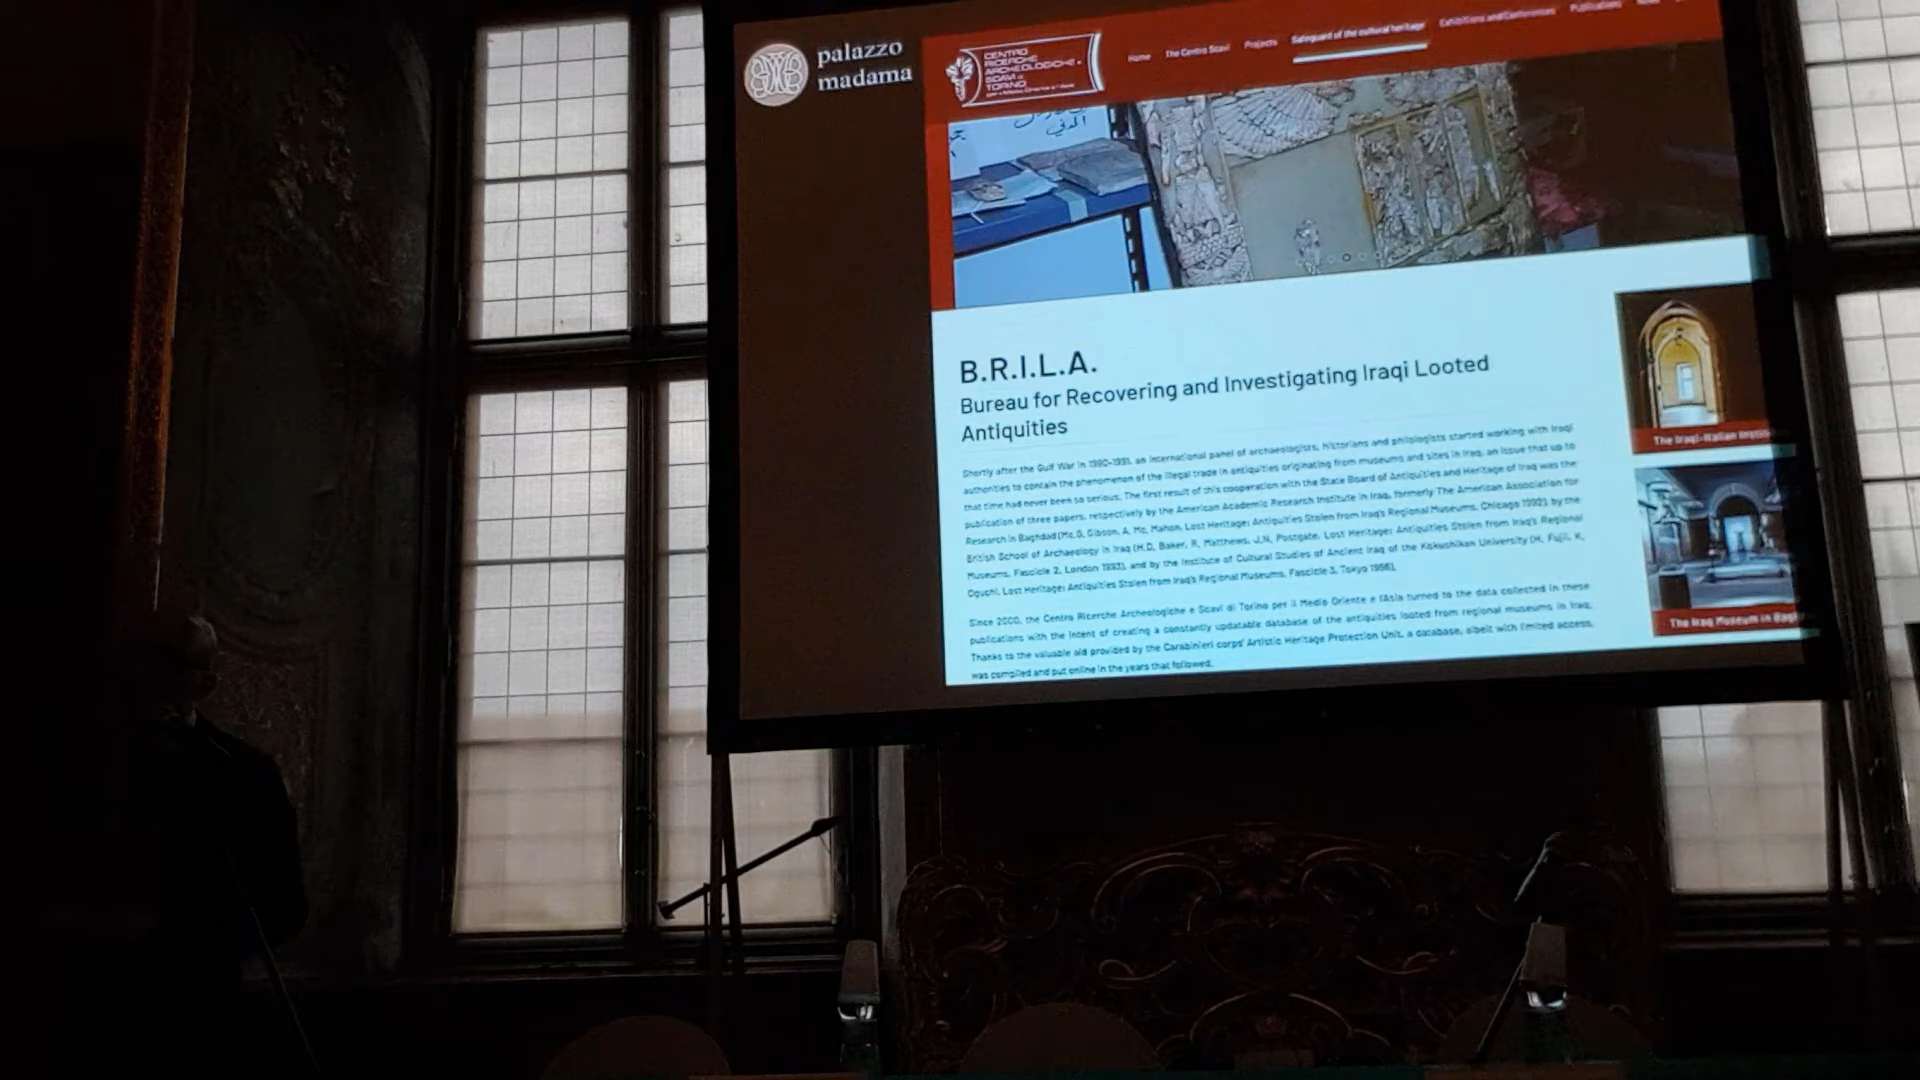 palazzo
madama
CENTRO
RICERCHE
ARCHEOLOGICHE e
SCAVI di
TORINO
Home The Centro Scavi Projects Safeguard of the cultural heritage Exhibitions and Conferences Publications
B.R.I.L.A.
Bureau for Recovering and Investigating Iraqi Looted
Antiquities
Shortly after the Gulf War in 1990-1991, an international panel of archaeologists, historians and philologists started working with Iraqi
authorities to contain the phenomenon of the illegal trade in antiquities originating from museums and sites in Iraq, an issue that up to
that time had never been so serious. The first result of this cooperation with the State Board of Antiquities and Heritage of Iraq was the
publication of three papers, respectively by the American Academic Research Institute in Iraq, formerly The American Association for
Research in Baghdad (Mc.G. Gibson, A. Mc. Mahon, Lost Heritage: Antiquities Stolen from Iraq's Regional Museums, Chicago 1992), by the
British School of Archaeology in Iraq (H.D. Baker, R. Matthews, J.N. Postgate, Lost Heritage: Antiquities Stolen from Iraq's Regional
Museums, Fascicle 2, London 1993), and by the Institute of Cultural Studies of Ancient Iraq of the Kokushikan University (H. Fujii, K.
Oguchi, Lost Heritage: Antiquities Stolen from Iraq's Regional Museums, Fascicle 3, Tokyo 1996).
Since 2000, the Centro Ricerche Archeologiche e Scavi di Torino per il Medio Oriente e l'Asia turned to the data collected in these
publications with the intent of creating a constantly updatable database of the antiquities looted from regional museums in Iraq.
Thanks to the valuable aid provided by the Carabinieri corps' Artistic Heritage Protection Unit, a database, albeit with limited access,
was compiled and put online in the years that followed.
The Iraqi-Italian
The Iraq Museum in